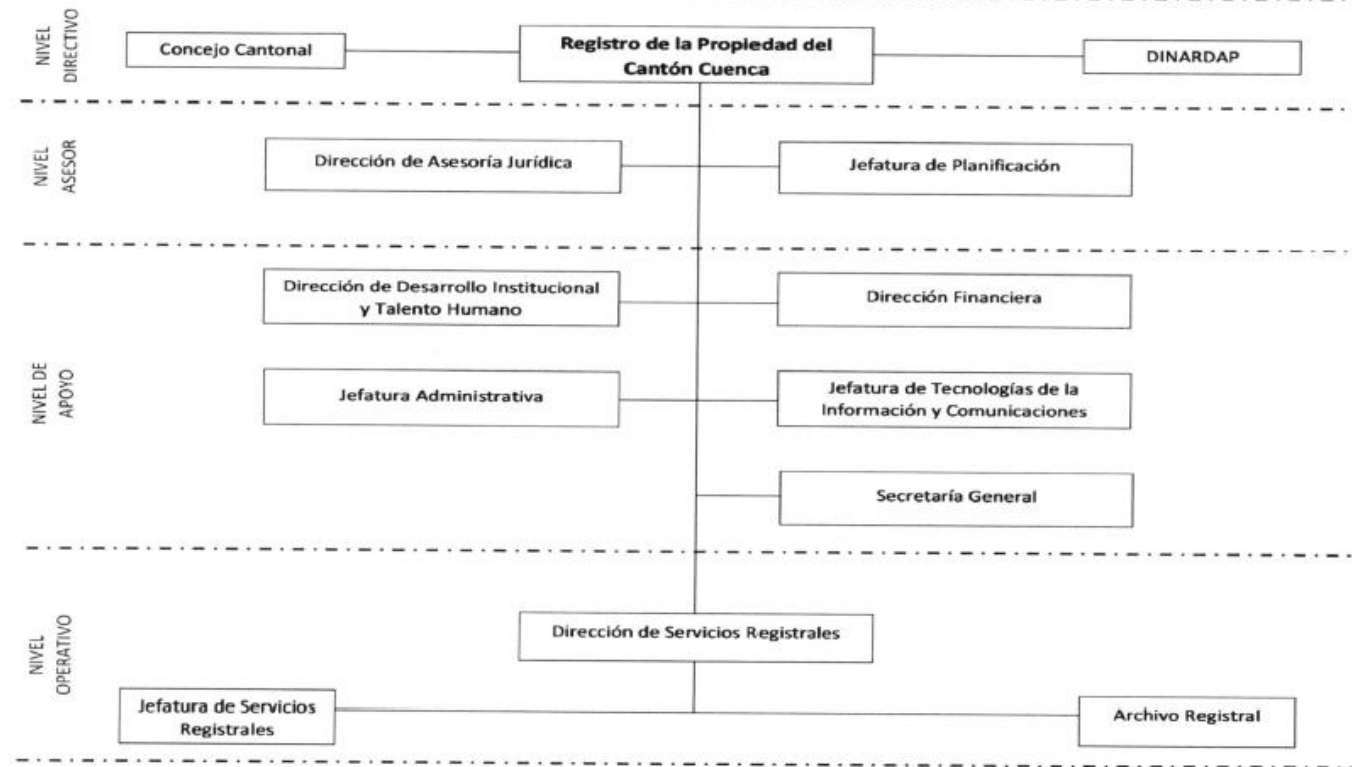 NIVEL
DIRECTIVO
Concejo Cantonal
Registro de la Propiedad del
Cantón Cuenca
DINARDAP
NIVEL
ASESOR
Dirección de Asesoría Jurídica
Jefatura de Planificación
NIVEL DE
APOYO
Dirección de Desarrollo Institucional
y Talento Humano
Dirección Financiera
Jefatura Administrativa
Jefatura de Tecnologías de la
Información y Comunicaciones
Secretaría General
NIVEL
OPERATIVO
Dirección de Servicios Registrales
Jefatura de Servicios
Registrales
Archivo Registral